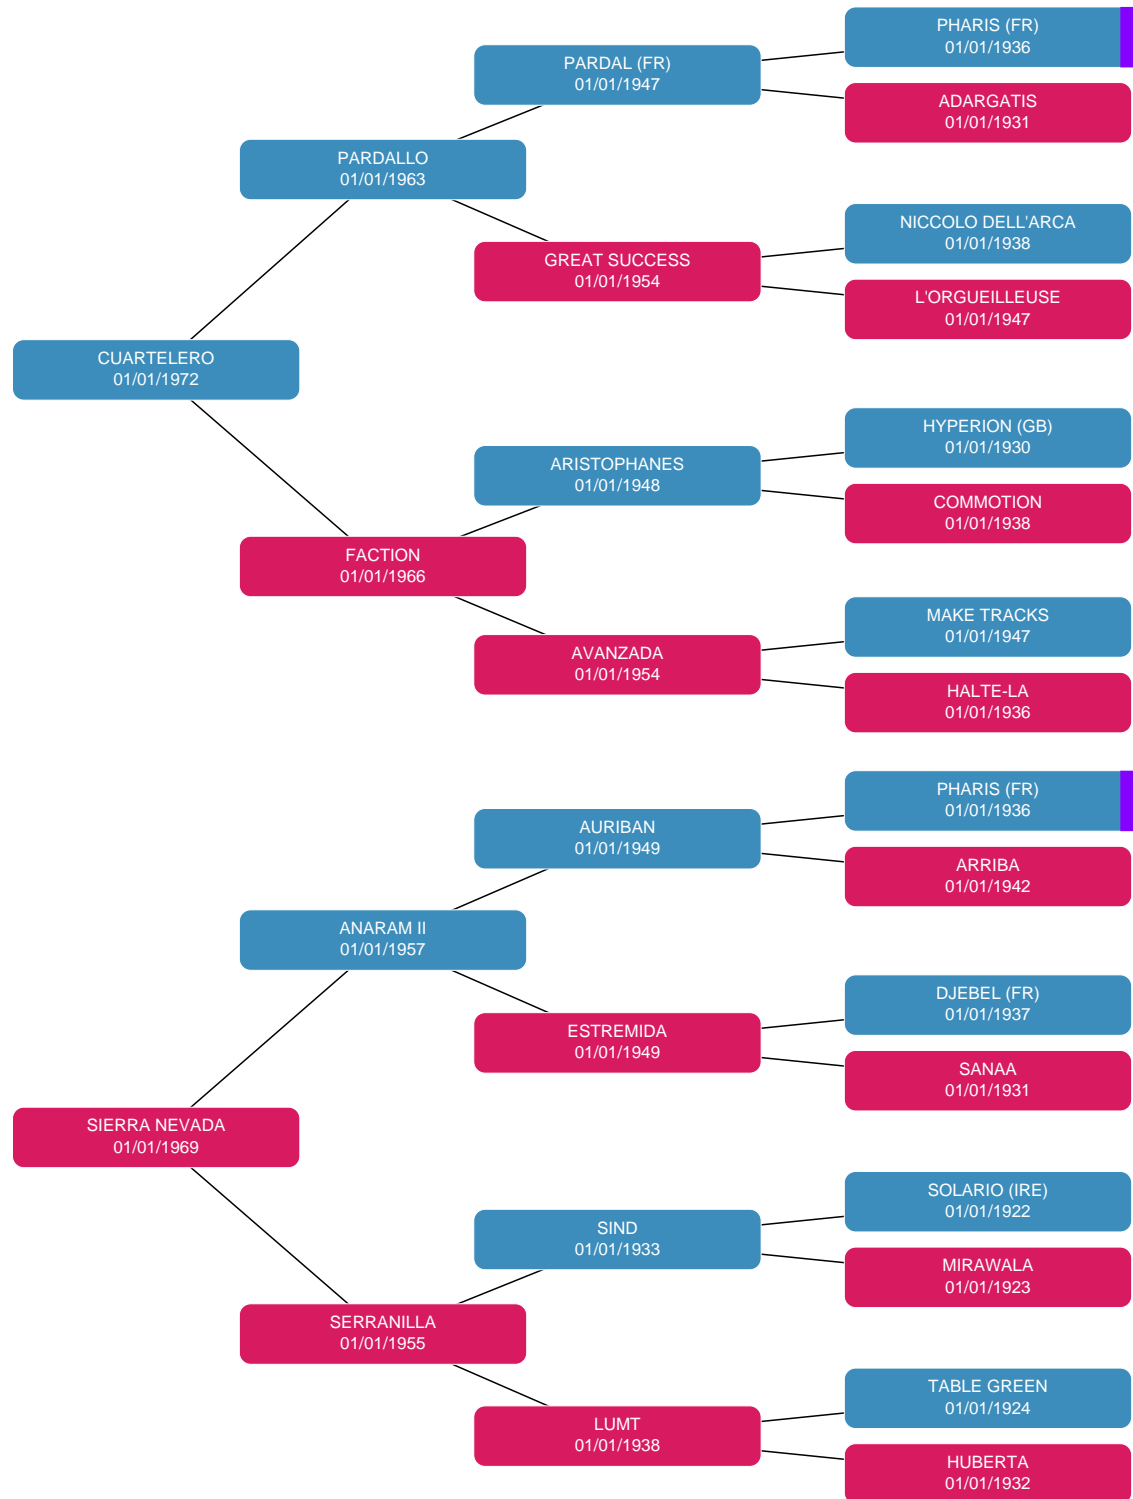 PHARIS (FR)
01/01/1936
PARDAL (FR)
01/01/1947
ADARGATIS
01/01/1931
PARDALLO
01/01/1963
NICCOLO DELL'ARCA
01/01/1938
GREAT SUCCESS
01/01/1954
L'ORGUEILLEUSE
01/01/1947
CUARTELERO
01/01/1972
HYPERION (GB)
01/01/1930
ARISTOPHANES
01/01/1948
COMMOTION
01/01/1938
FACTION
01/01/1966
MAKE TRACKS
01/01/1947
AVANZADA
01/01/1954
HALTE-LA
01/01/1936
PHARIS (FR)
01/01/1936
AURIBAN
01/01/1949
ARRIBA
01/01/1942
ANARAM II
01/01/1957
DJEBEL (FR)
01/01/1937
ESTREMIDA
01/01/1949
SANAA
01/01/1931
SIERRA NEVADA
01/01/1969
SOLARIO (IRE)
01/01/1922
SIND
01/01/1933
MIRAWALA
01/01/1923
SERRANILLA
01/01/1955
TABLE GREEN
01/01/1924
LUMT
01/01/1938
HUBERTA
01/01/1932